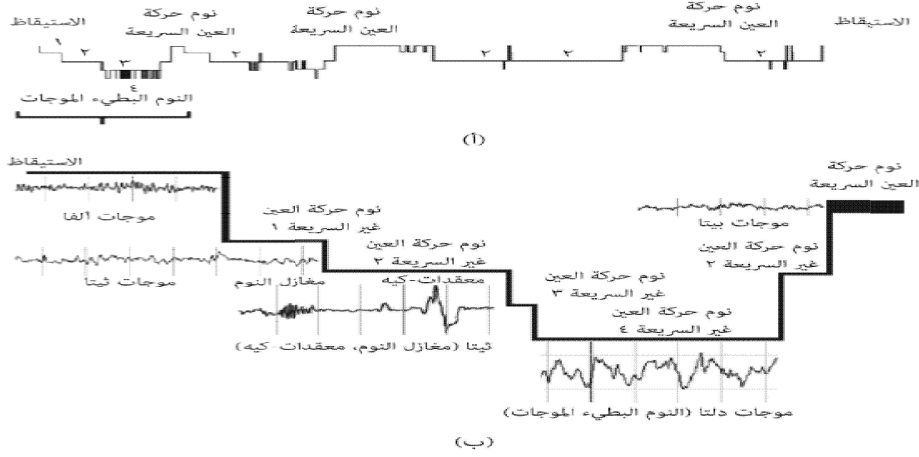 نوم حركة
العين السريعة
نوم حركة
العين السريعة
نوم حركة
العين السريعة
الاستيقاظ
الاستيقاظ
١
٢
٣
٤
٢
٢
٢
٢
النوم البطيء الموجات
(أ)
الاستيقاظ
موجات ألفا
نوم حركة العين
غير السريعة ١
موجات ثيتا
نوم حركة العين
غير السريعة ٢
مغازل النوم
معقدات-كيه
ثيتا (مغازل النوم، معقدات-كيه)
نوم حركة العين
غير السريعة ٣
نوم حركة العين
غير السريعة ٤
موجات دلتا (النوم البطيء الموجات)
نوم حركة العين
غير السريعة ٢
موجات بيتا
نوم حركة
العين السريعة
(ب)